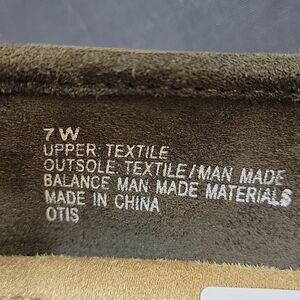 7 W
UPPER: TEXTILE
OUTSOLE: TEXTILE/MAN MADE
BALANCE MAN MADE MATERIALS
MADE IN CHINA
OTIS